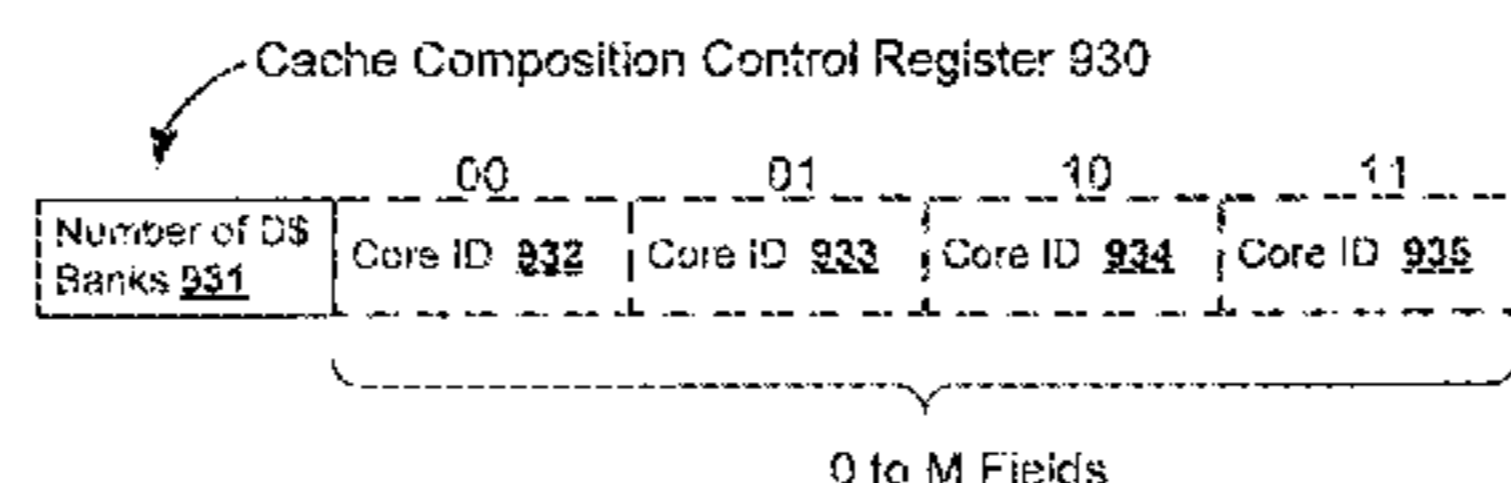 Cache Composition Control Register 930
00 01 10 11
Number of D$
Banks 931
Core ID 932 Core ID 933 Core ID 934 Core ID 935
0 to M Fields